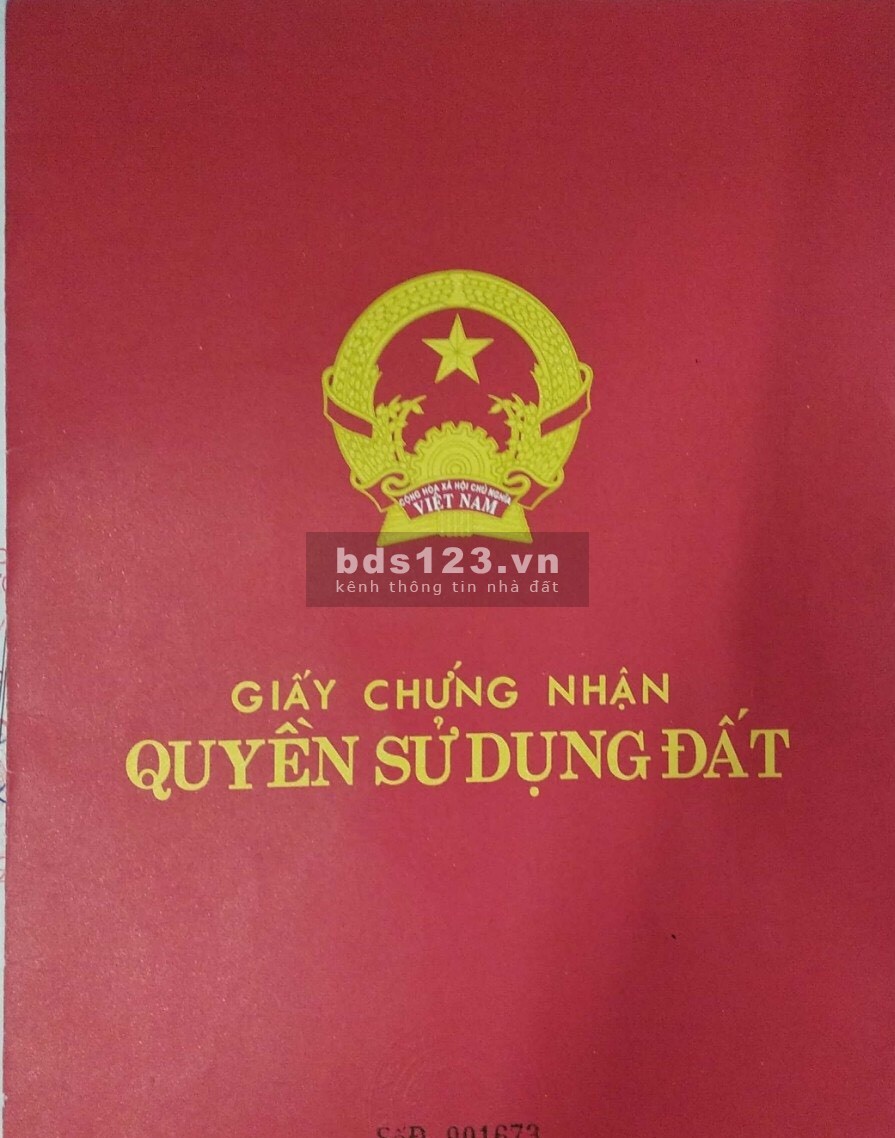 CỘNG HÒA XÃ HỘI CHỦ NGHĨA
VIỆT NAM
bds123.vn
kênh thông tin nhà đất
GIẤY CHỨNG NHẬN
QUYỀN SỬ DỤNG ĐẤT